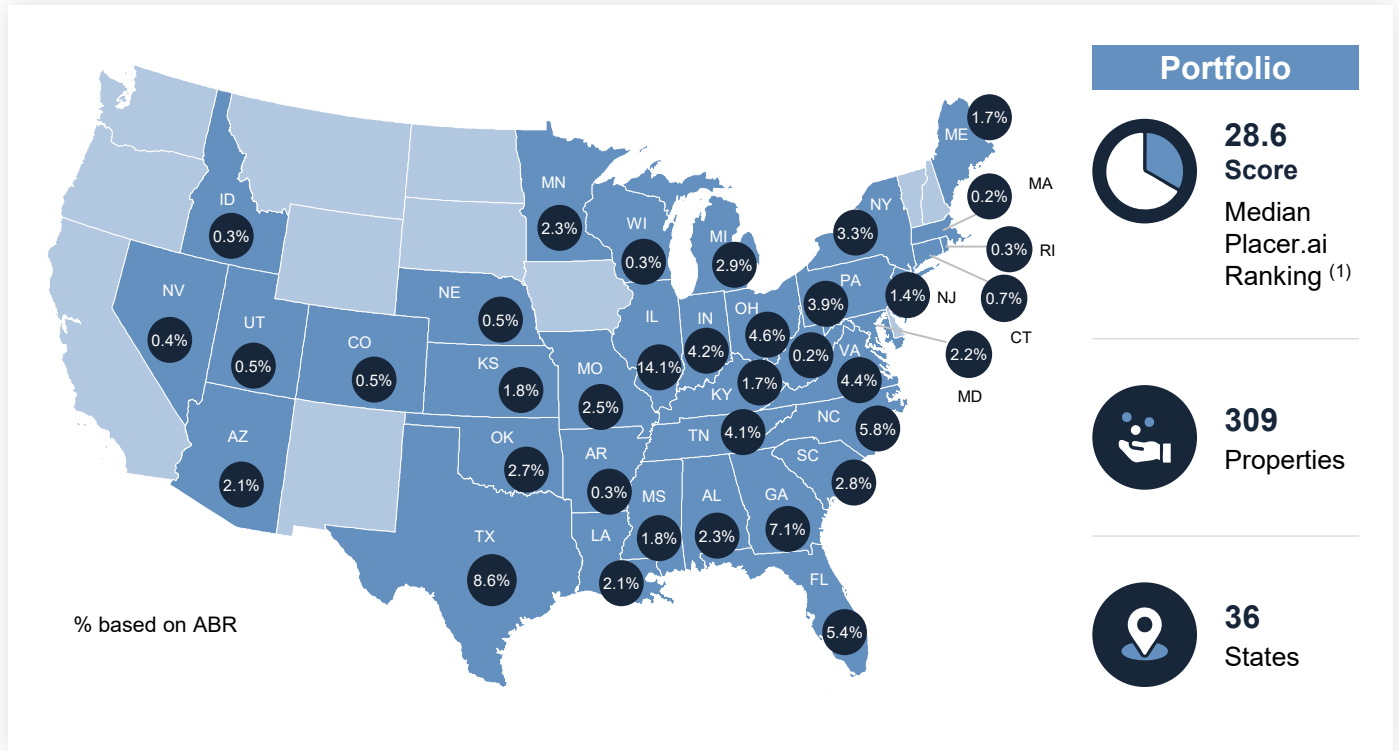 Portfolio
28.6
Score
Median
Placer.ai
Ranking (1)
309
Properties
36
States
ME
1.7%
MA
0.2%
RI
0.3%
CT
0.7%
NJ
1.4%
MD
2.2%
NY
3.3%
PA
3.9%
MN
2.3%
WI
0.3%
MI
2.9%
ID
0.3%
NV
0.4%
UT
0.5%
CO
0.5%
NE
0.5%
KS
1.8%
IL
14.1%
IN
4.2%
OH
4.6%
0.2%
VA
4.4%
KY
1.7%
MO
2.5%
AZ
2.1%
OK
2.7%
AR
0.3%
TN
4.1%
NC
5.8%
SC
2.8%
MS
1.8%
AL
2.3%
GA
7.1%
TX
8.6%
LA
2.1%
FL
5.4%
% based on ABR